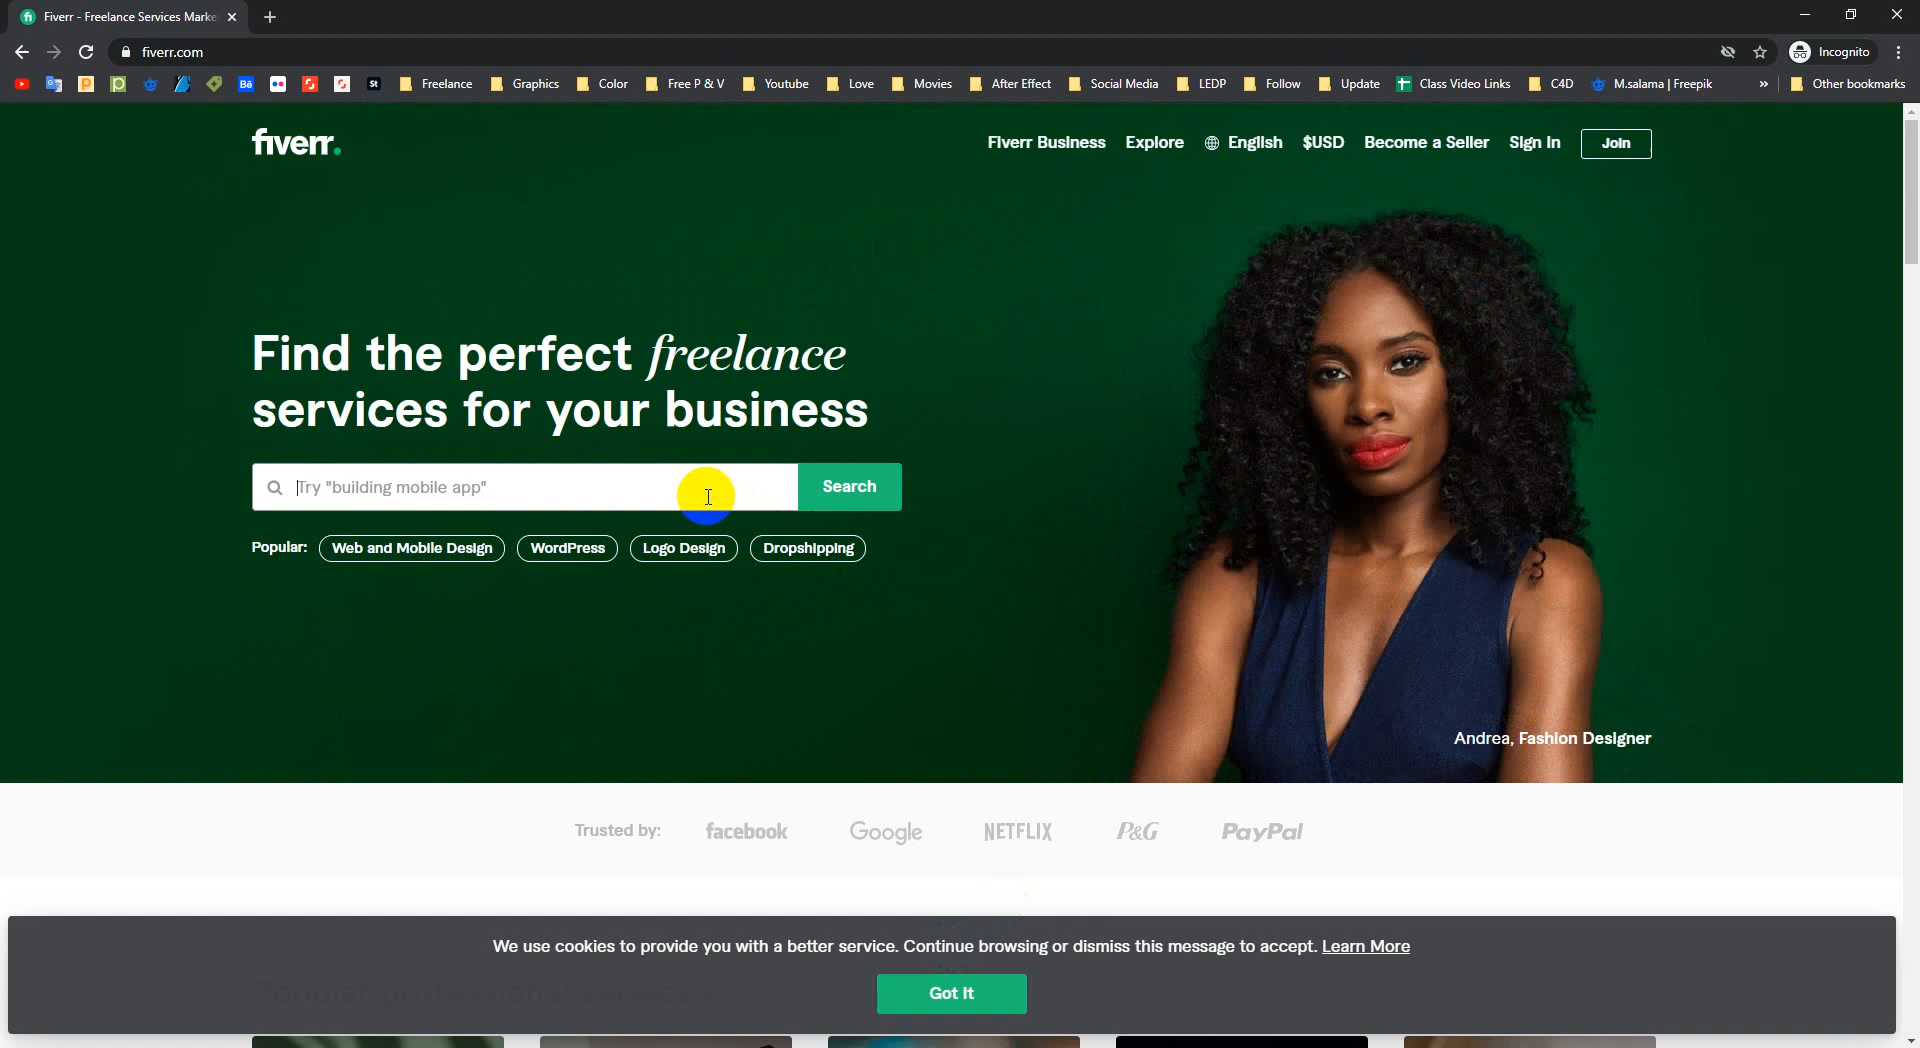 Fiverr - Freelance Services Marke
fiverr.com
Incognito
Bē
St
Freelance
Graphics
Color
Free P & V
Youtube
Love
Movies
After Effect
Social Media
LEDP
Follow
Update
Class Video Links
C4D
M.salama | Freepik
»
Other bookmarks
fiverr.
Fiverr Business
Explore
English
$USD
Become a Seller
Sign In
Join
Find the perfect freelance
services for your business
Try "building mobile app"
Search
Popular:
Web and Mobile Design
WordPress
Logo Design
Dropshipping
Andrea, Fashion Designer
Trusted by:
facebook
Google
NETFLIX
P&G
PayPal
We use cookies to provide you with a better service. Continue browsing or dismiss this message to accept. Learn More
Got It